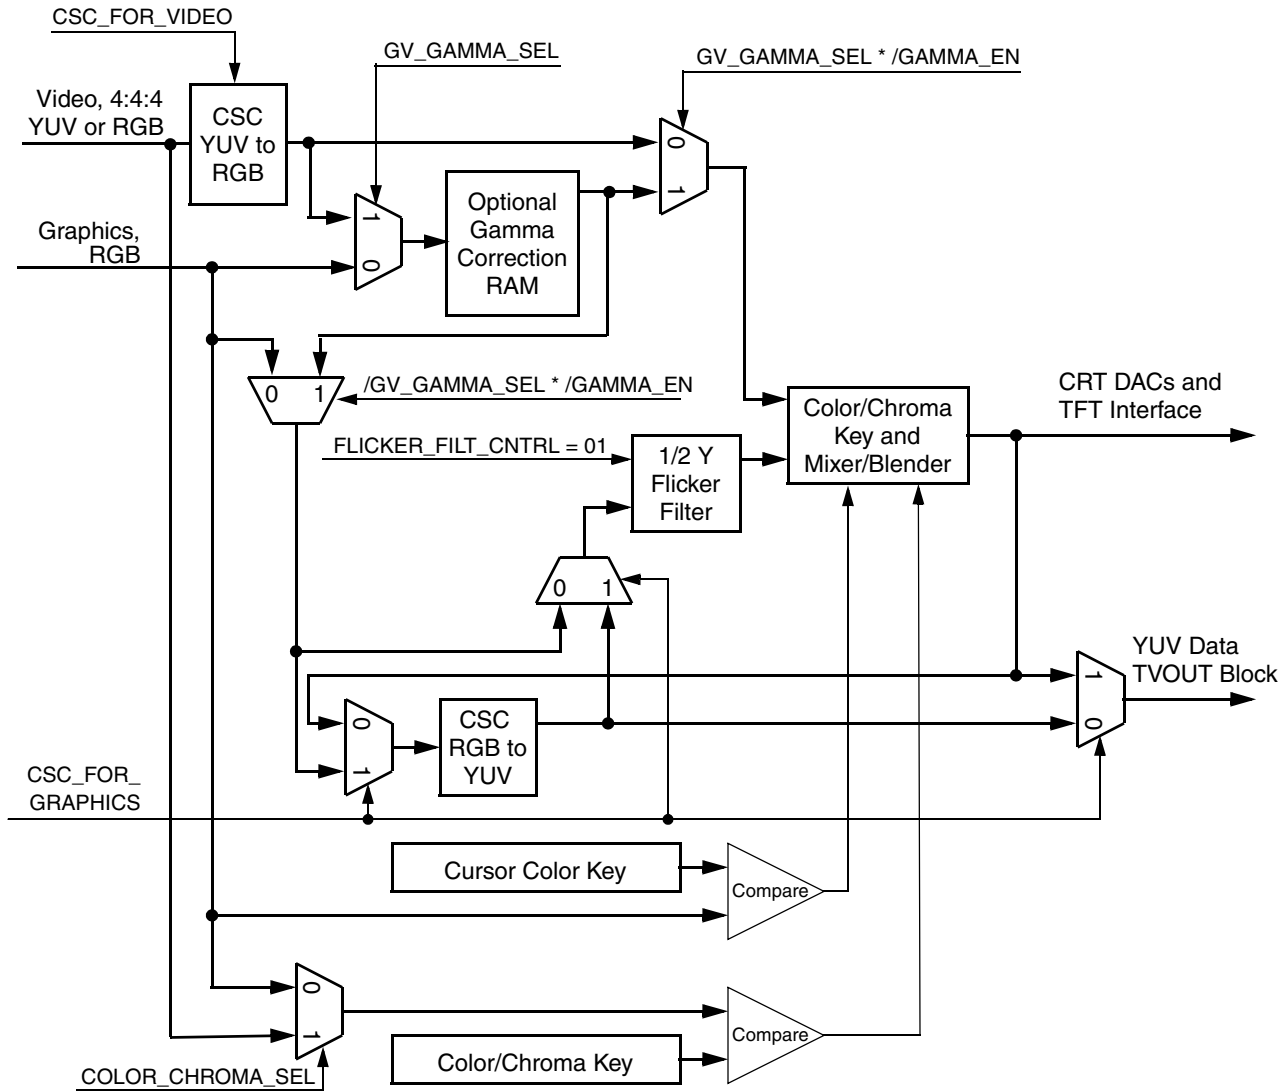 CSC_FOR_VIDEO
GV_GAMMA_SEL
GV_GAMMA_SEL * /GAMMA_EN
Video, 4:4:4
YUV or RGB
CSC
YUV to
RGB
0
1
Optional
Gamma
Correction
RAM
1
0
Graphics,
RGB
0 1
/GV_GAMMA_SEL * /GAMMA_EN
Color/Chroma
Key and
Mixer/Blender
CRT DACs and
TFT Interface
FLICKER_FILT_CNTRL = 01
1/2 Y
Flicker
Filter
0 1
YUV Data
TVOUT Block
1
0
0
1
CSC
RGB to
YUV
CSC_FOR_
GRAPHICS
Cursor Color Key
Compare
0
1
Compare
Color/Chroma Key
COLOR_CHROMA_SEL